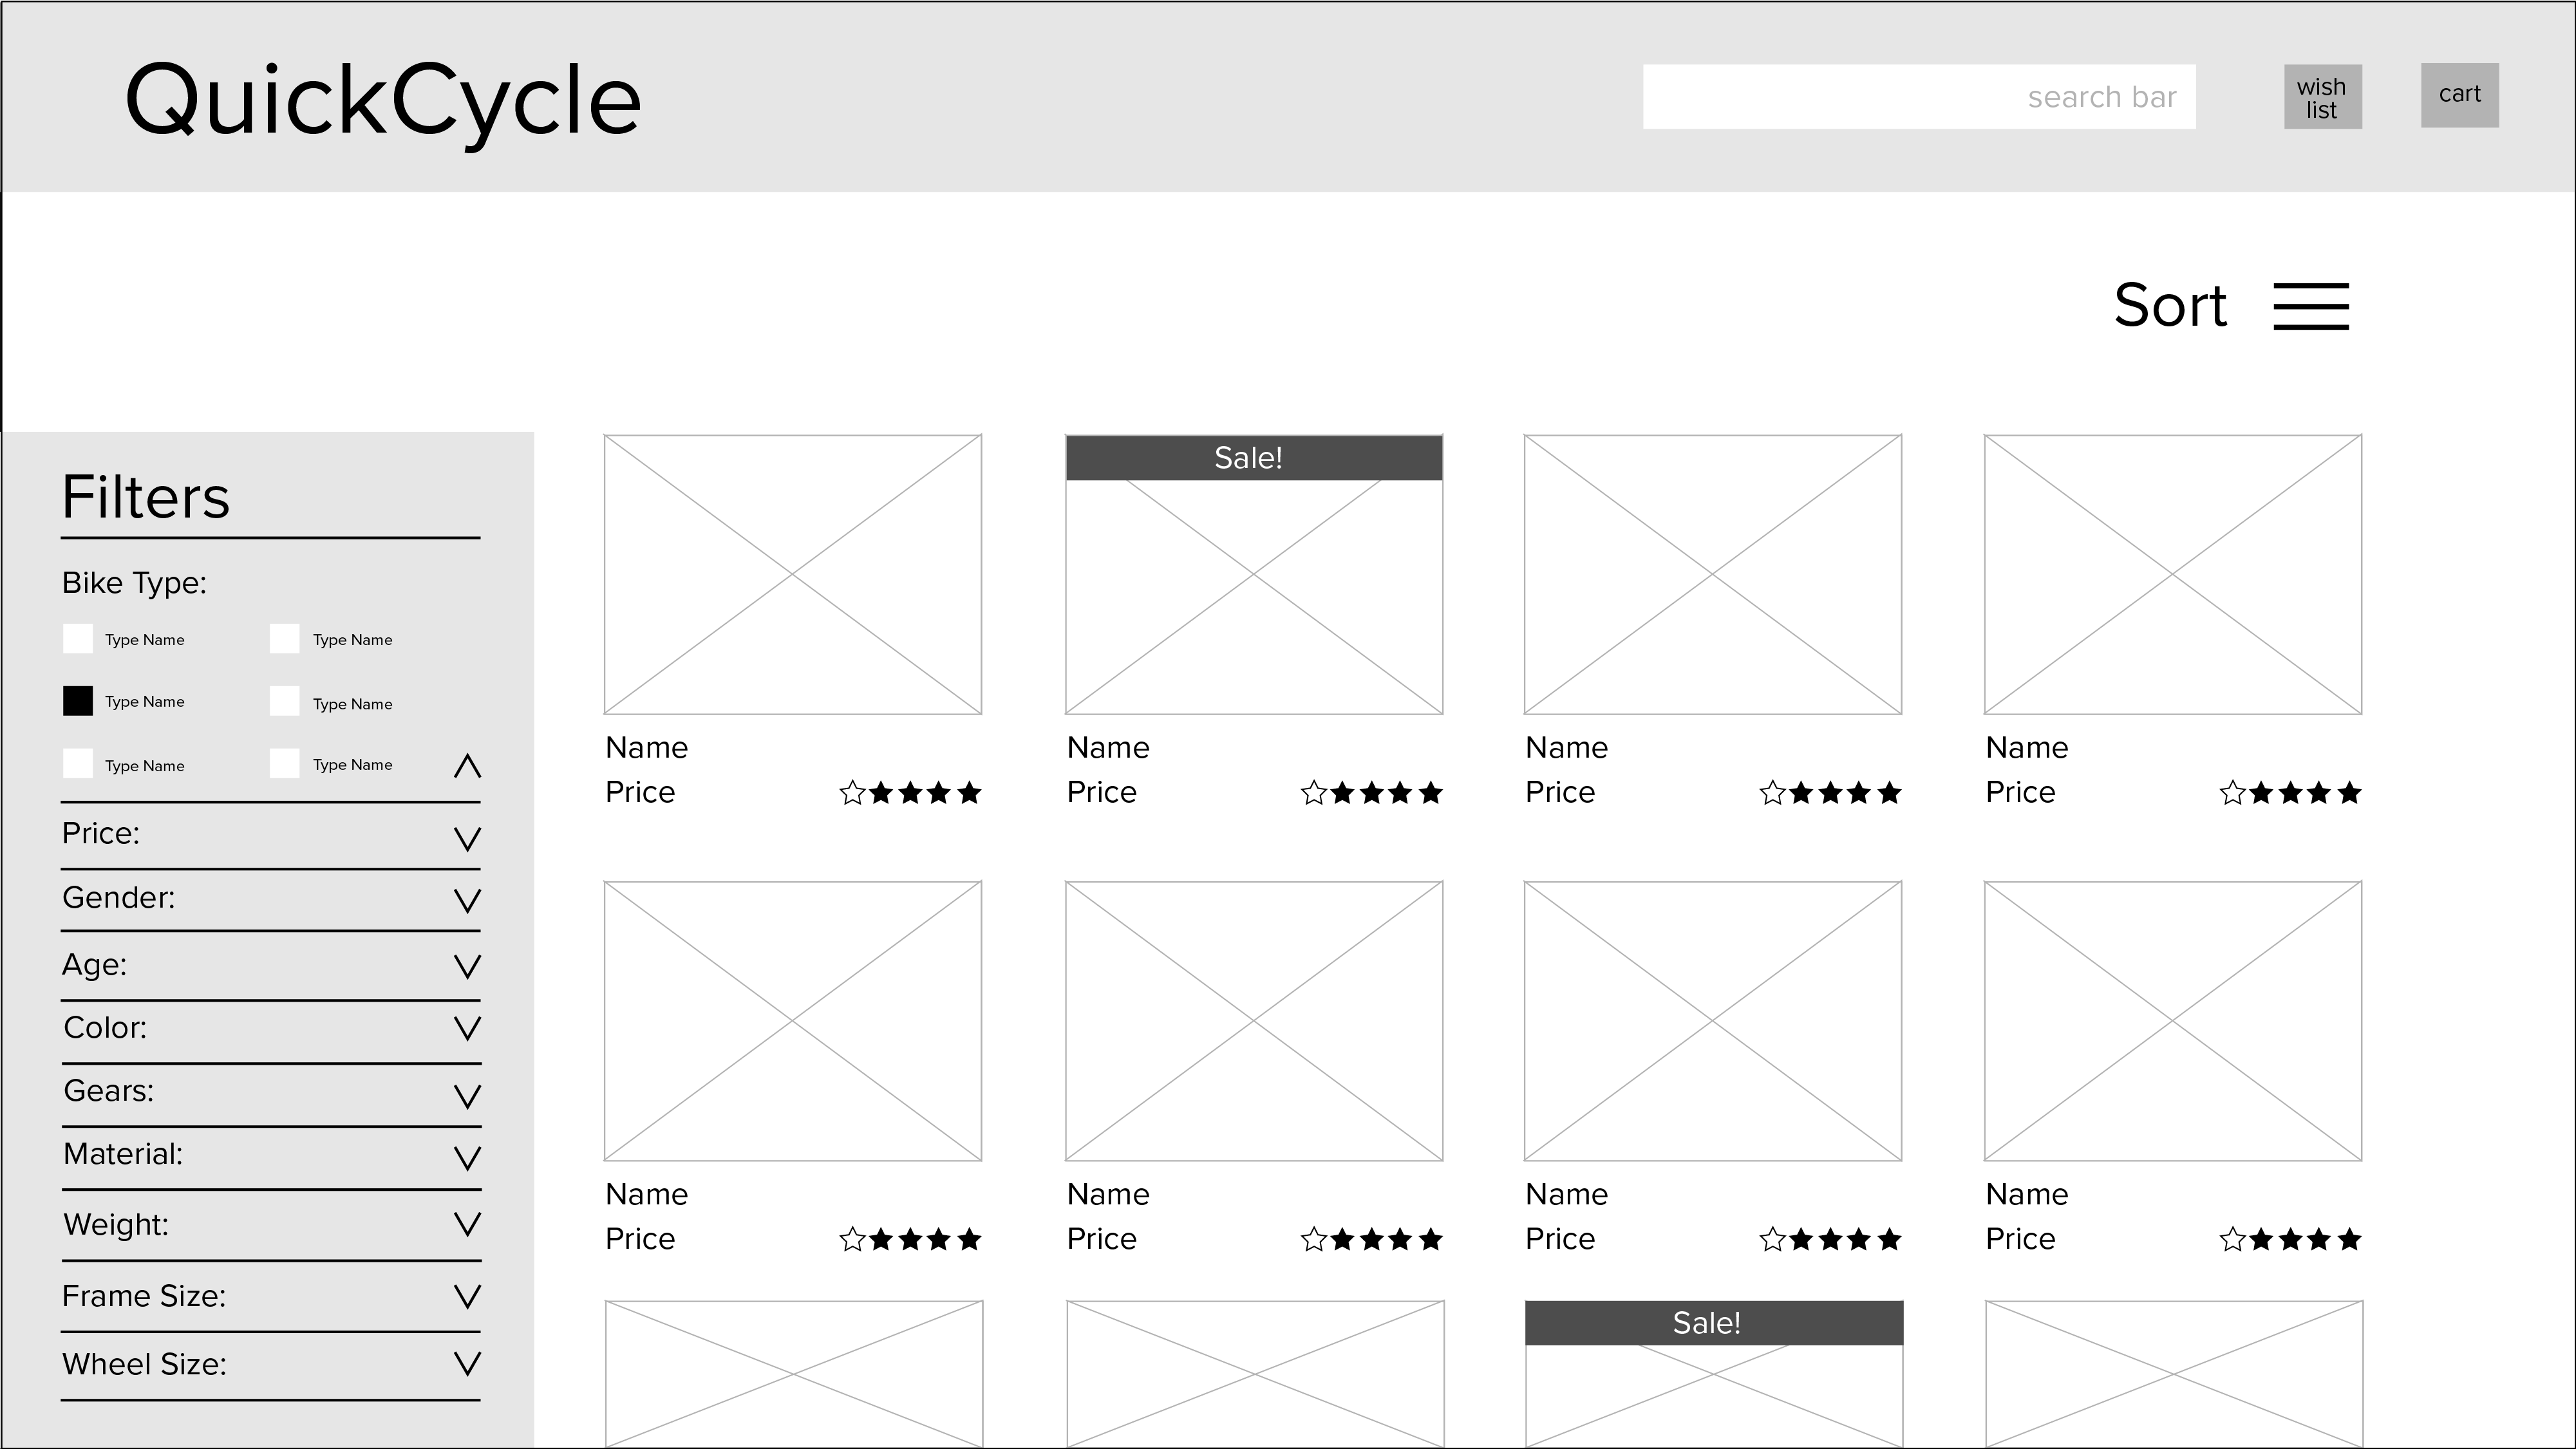 QuickCycle
search bar
wish
list
cart
Sort
Filters
Bike Type:
Type Name
Type Name
Type Name
Type Name
Type Name
Type Name
Price:
Gender:
Age:
Color:
Gears:
Material:
Weight:
Frame Size:
Wheel Size:
Sale!
Name
Name
Name
Name
Price
Price
Price
Price
Name
Name
Name
Name
Price
Price
Price
Price
Sale!